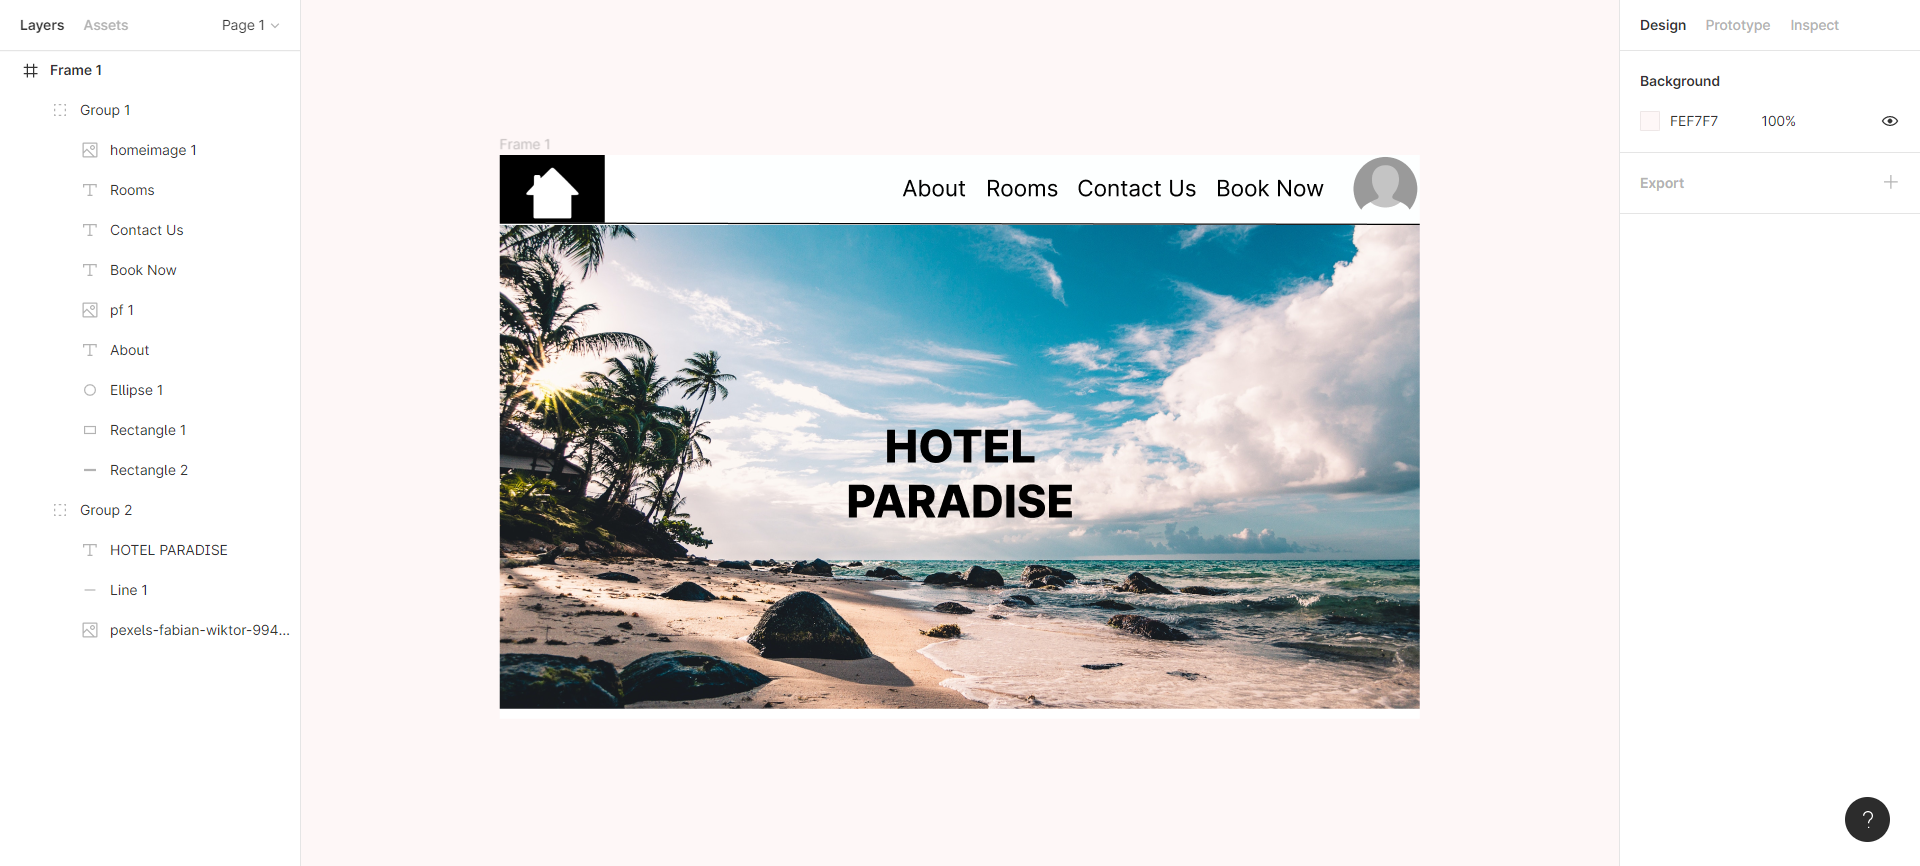 Layers Assets Page 1
Frame 1
Group 1
homeimage 1
Rooms
Contact Us
Book Now
pf 1
About
Ellipse 1
Rectangle 1
Rectangle 2
Group 2
HOTEL PARADISE
Line 1
pexels-fabian-wiktor-994...
Frame 1
About Rooms Contact Us Book Now
HOTEL
PARADISE
Design Prototype Inspect
Background
FEF7F7 100%
Export
?